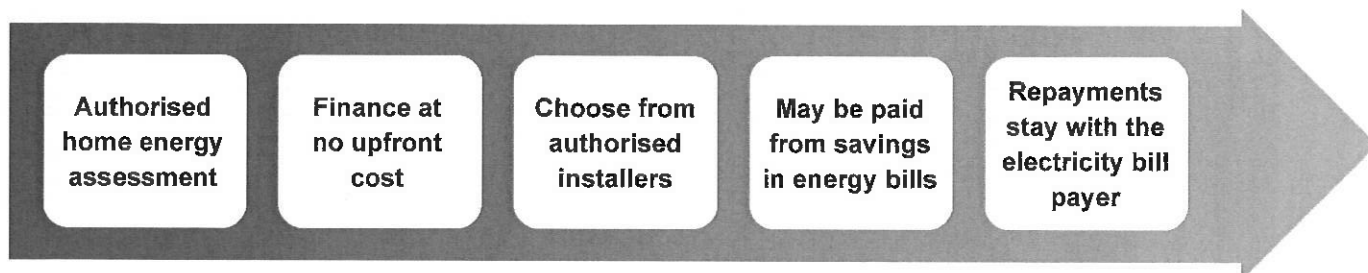 Authorised
home energy
assessment
Finance at
no upfront
cost
Choose from
authorised
installers
May be paid
from savings
in energy bills
Repayments
stay with the
electricity bill
payer